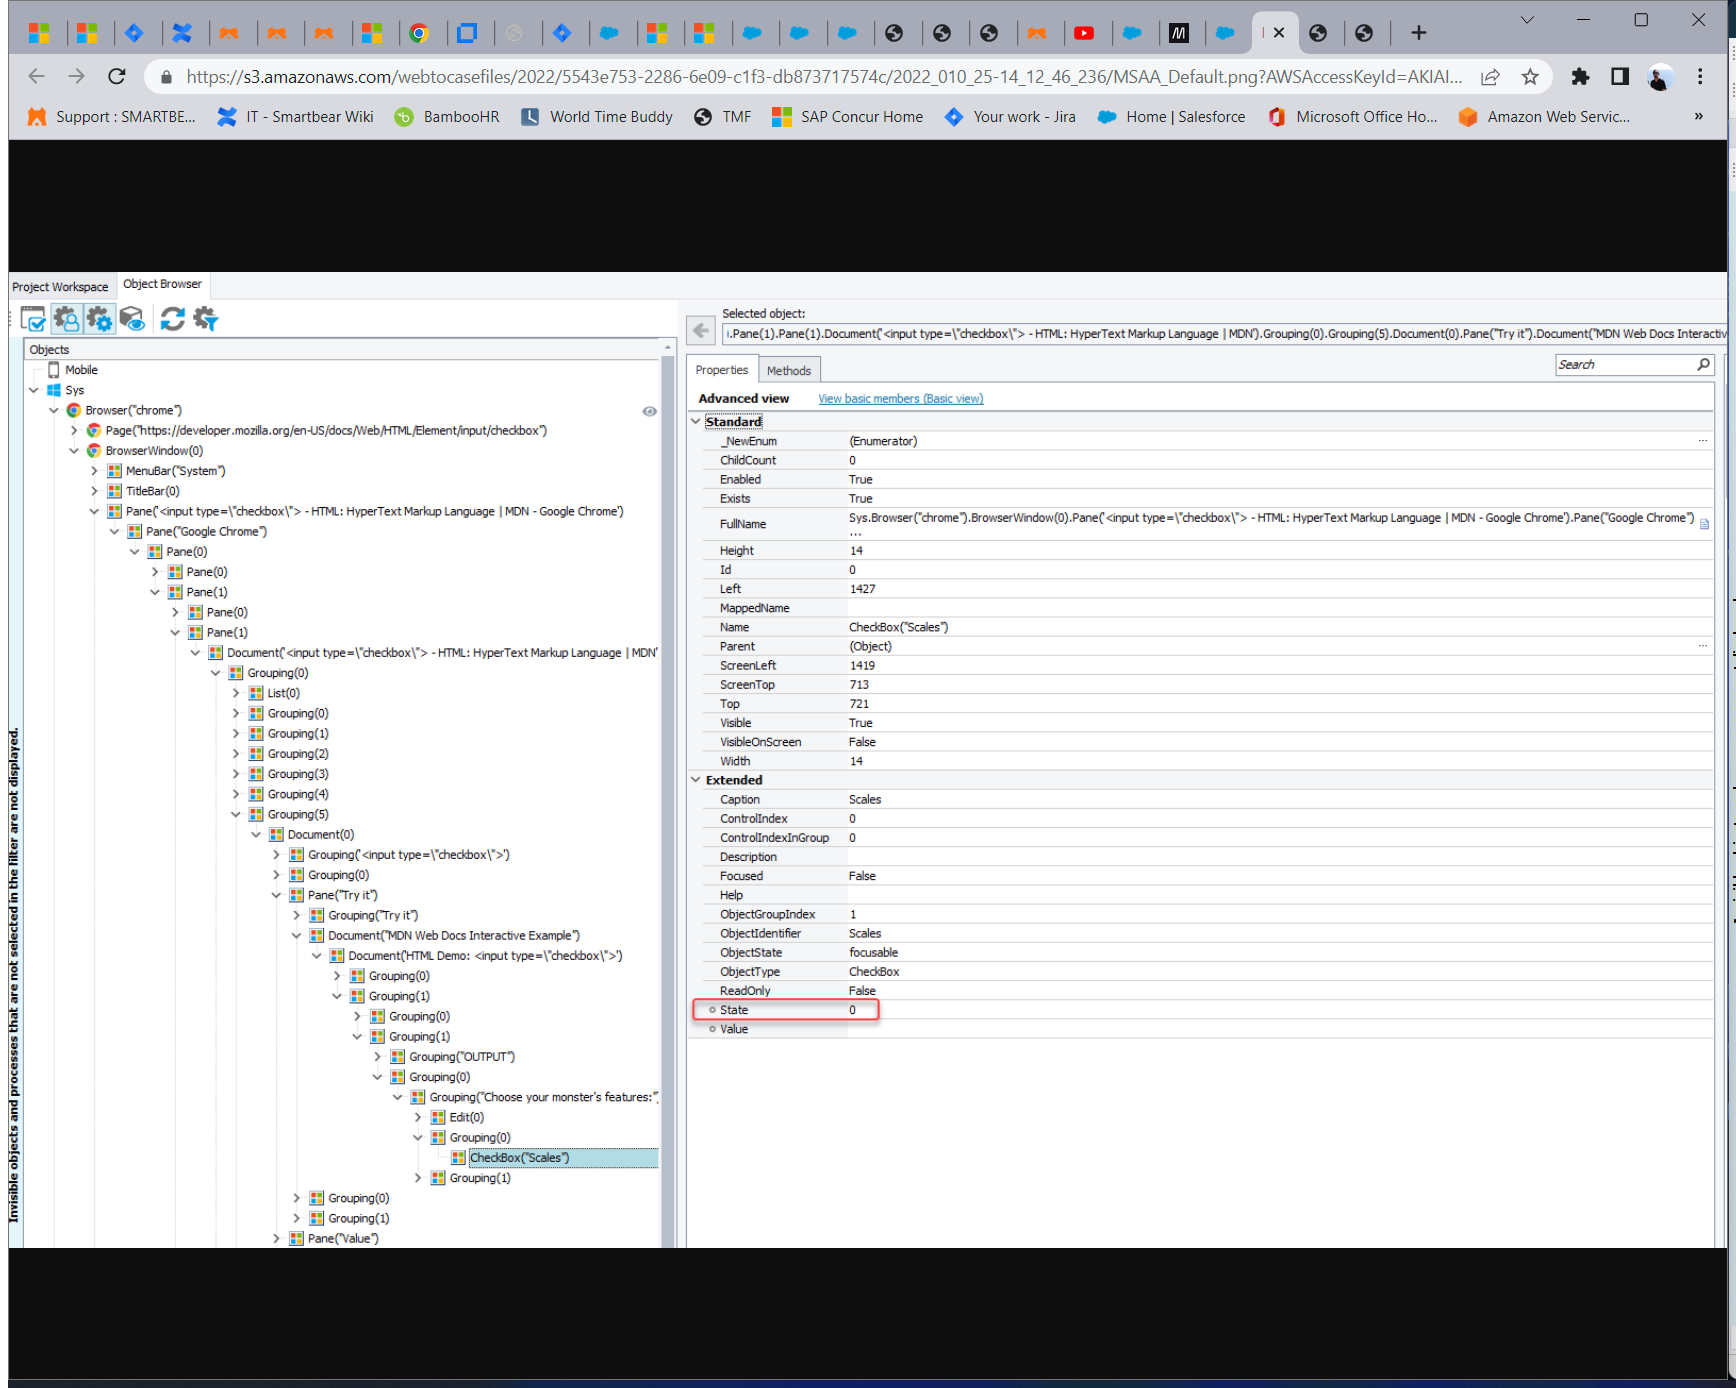 https://s3.amazonaws.com/webtocasefiles/2022/5543e753-2286-6e09-c1f3-db873717574c/2022_010_25-14_12_46_236/MSAA_Default.png?AWSAccessKeyId=AKIAI...
Support : SMARTBE... IT - Smartbear Wiki BambooHR World Time Buddy TMF SAP Concur Home Your work - Jira Home | Salesforce Microsoft Office Ho... Amazon Web Servic... »
Project Workspace Object Browser
Invisible objects and processes that are not selected in the filter are not displayed.
Objects
Mobile
Sys
Browser("chrome")
Page("https://developer.mozilla.org/en-US/docs/Web/HTML/Element/input/checkbox")
BrowserWindow(0)
MenuBar("System")
TitleBar(0)
Pane('<input type=\"checkbox\"> - HTML: HyperText Markup Language | MDN - Google Chrome')
Pane("Google Chrome")
Pane(0)
Pane(0)
Pane(1)
Pane(0)
Pane(1)
Document('<input type=\"checkbox\"> - HTML: HyperText Markup Language | MDN'
Grouping(0)
List(0)
Grouping(0)
Grouping(1)
Grouping(2)
Grouping(3)
Grouping(4)
Grouping(5)
Document(0)
Grouping('<input type=\"checkbox\">')
Grouping(0)
Pane("Try it")
Grouping("Try it")
Document("MDN Web Docs Interactive Example")
Document('HTML Demo: <input type=\"checkbox\">')
Grouping(0)
Grouping(1)
Grouping(0)
Grouping(1)
Grouping("OUTPUT")
Grouping(0)
Grouping("Choose your monster's features:"
Edit(0)
Grouping(0)
CheckBox("Scales")
Grouping(1)
Grouping(0)
Grouping(1)
Pane("Value")
Selected object:
.Pane(1).Pane(1).Document('<input type=\"checkbox\"> - HTML: HyperText Markup Language | MDN').Grouping(0).Grouping(5).Document(0).Pane("Try it").Document("MDN Web Docs Interactiv
Properties Methods Search
Advanced view View basic members (Basic view)
Standard
_NewEnum (Enumerator) ...
ChildCount 0
Enabled True
Exists True
FullName Sys.Browser("chrome").BrowserWindow(0).Pane('<input type=\"checkbox\"> - HTML: HyperText Markup Language | MDN - Google Chrome').Pane("Google Chrome")
...
Height 14
Id 0
Left 1427
MappedName
Name CheckBox("Scales")
Parent (Object) ...
ScreenLeft 1419
ScreenTop 713
Top 721
Visible True
VisibleOnScreen False
Width 14
Extended
Caption Scales
ControlIndex 0
ControlIndexInGroup 0
Description
Focused False
Help
ObjectGroupIndex 1
ObjectIdentifier Scales
ObjectState focusable
ObjectType CheckBox
ReadOnly False
State 0
Value